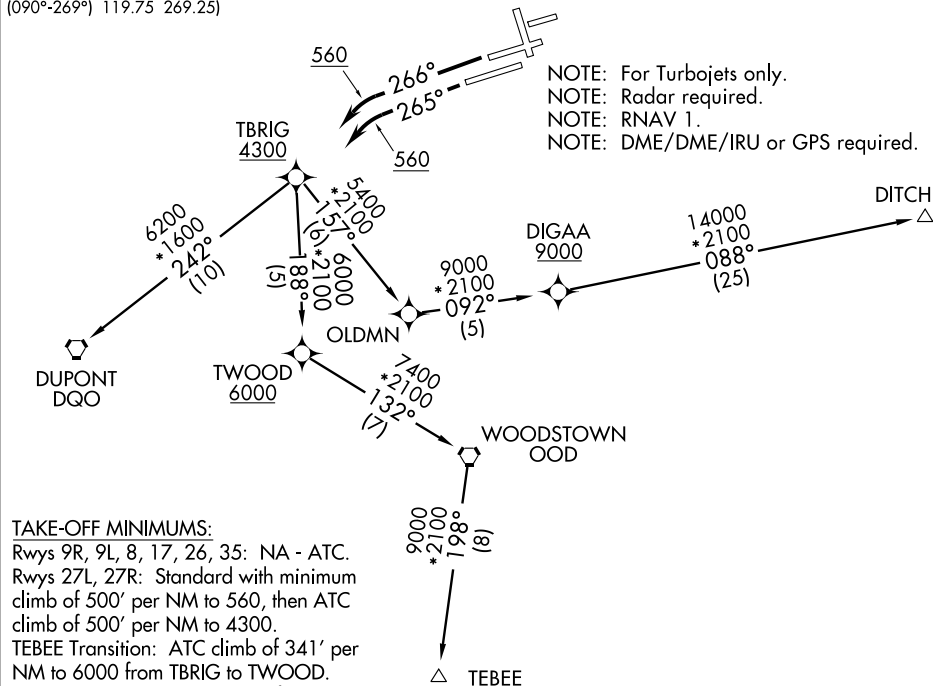 (090°-269°) 119.75 269.25)
560
266°
265°
560
NOTE: For Turbojets only.
NOTE: Radar required.
NOTE: RNAV 1.
NOTE: DME/DME/IRU or GPS required.
TBRIG
4300
5400
*2100
157°
(6)
6200
*1600
242°
(10)
6000
*2100
188°
(5)
DITCH
14000
*2100
088°
(25)
DIGAA
9000
9000
*2100
092°
(5)
OLDMN
DUPONT
DQO
TWOOD
6000
7400
*2100
132°
(7)
WOODSTOWN
OOD
9000
*2100
198°
(8)
TEBEE
TAKE-OFF MINIMUMS:
Rwys 9R, 9L, 8, 17, 26, 35: NA - ATC.
Rwys 27L, 27R: Standard with minimum
climb of 500' per NM to 560, then ATC
climb of 500' per NM to 4300.
TEBEE Transition: ATC climb of 341' per
NM to 6000 from TBRIG to TWOOD.